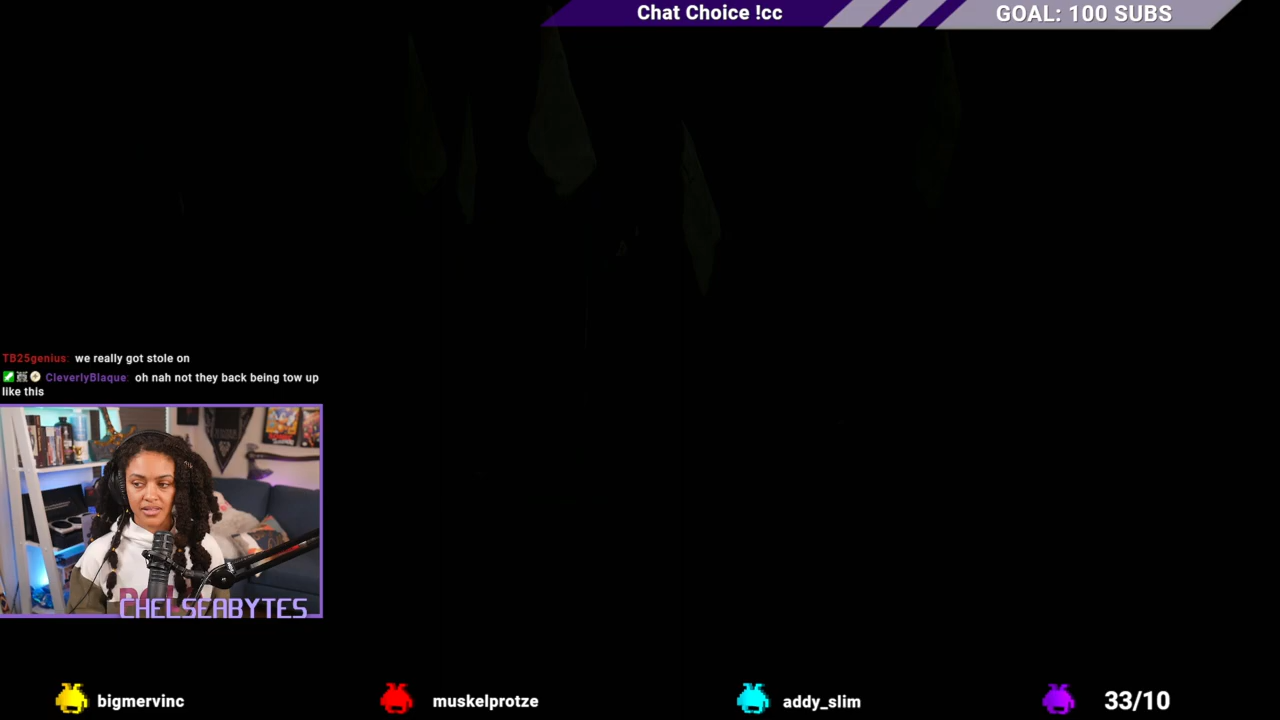 Chat Choice !cc
GOAL: 100 SUBS
TB25genius: we really got stole on
CleverlyBlaque: oh nah not they back being tow up
like this
CHELSEABYTES
bigmervinc
muskelprotze
addy_slim
33/10